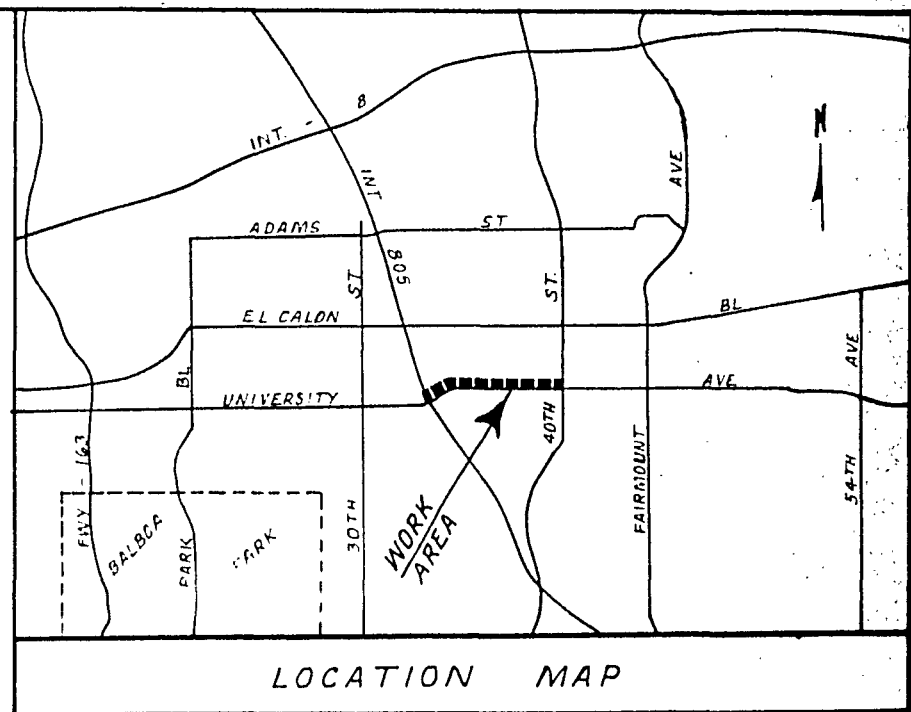 N
INT. - 8
AVE
INT 805
ADAMS ST
ST
ST.
EL CALON BL
AVE
BL
UNIVERSITY AVE
40TH
FWY - 163
BALBOA PARK
PARK
30TH
WORK
AREA
FAIRMOUNT
54TH
LOCATION MAP